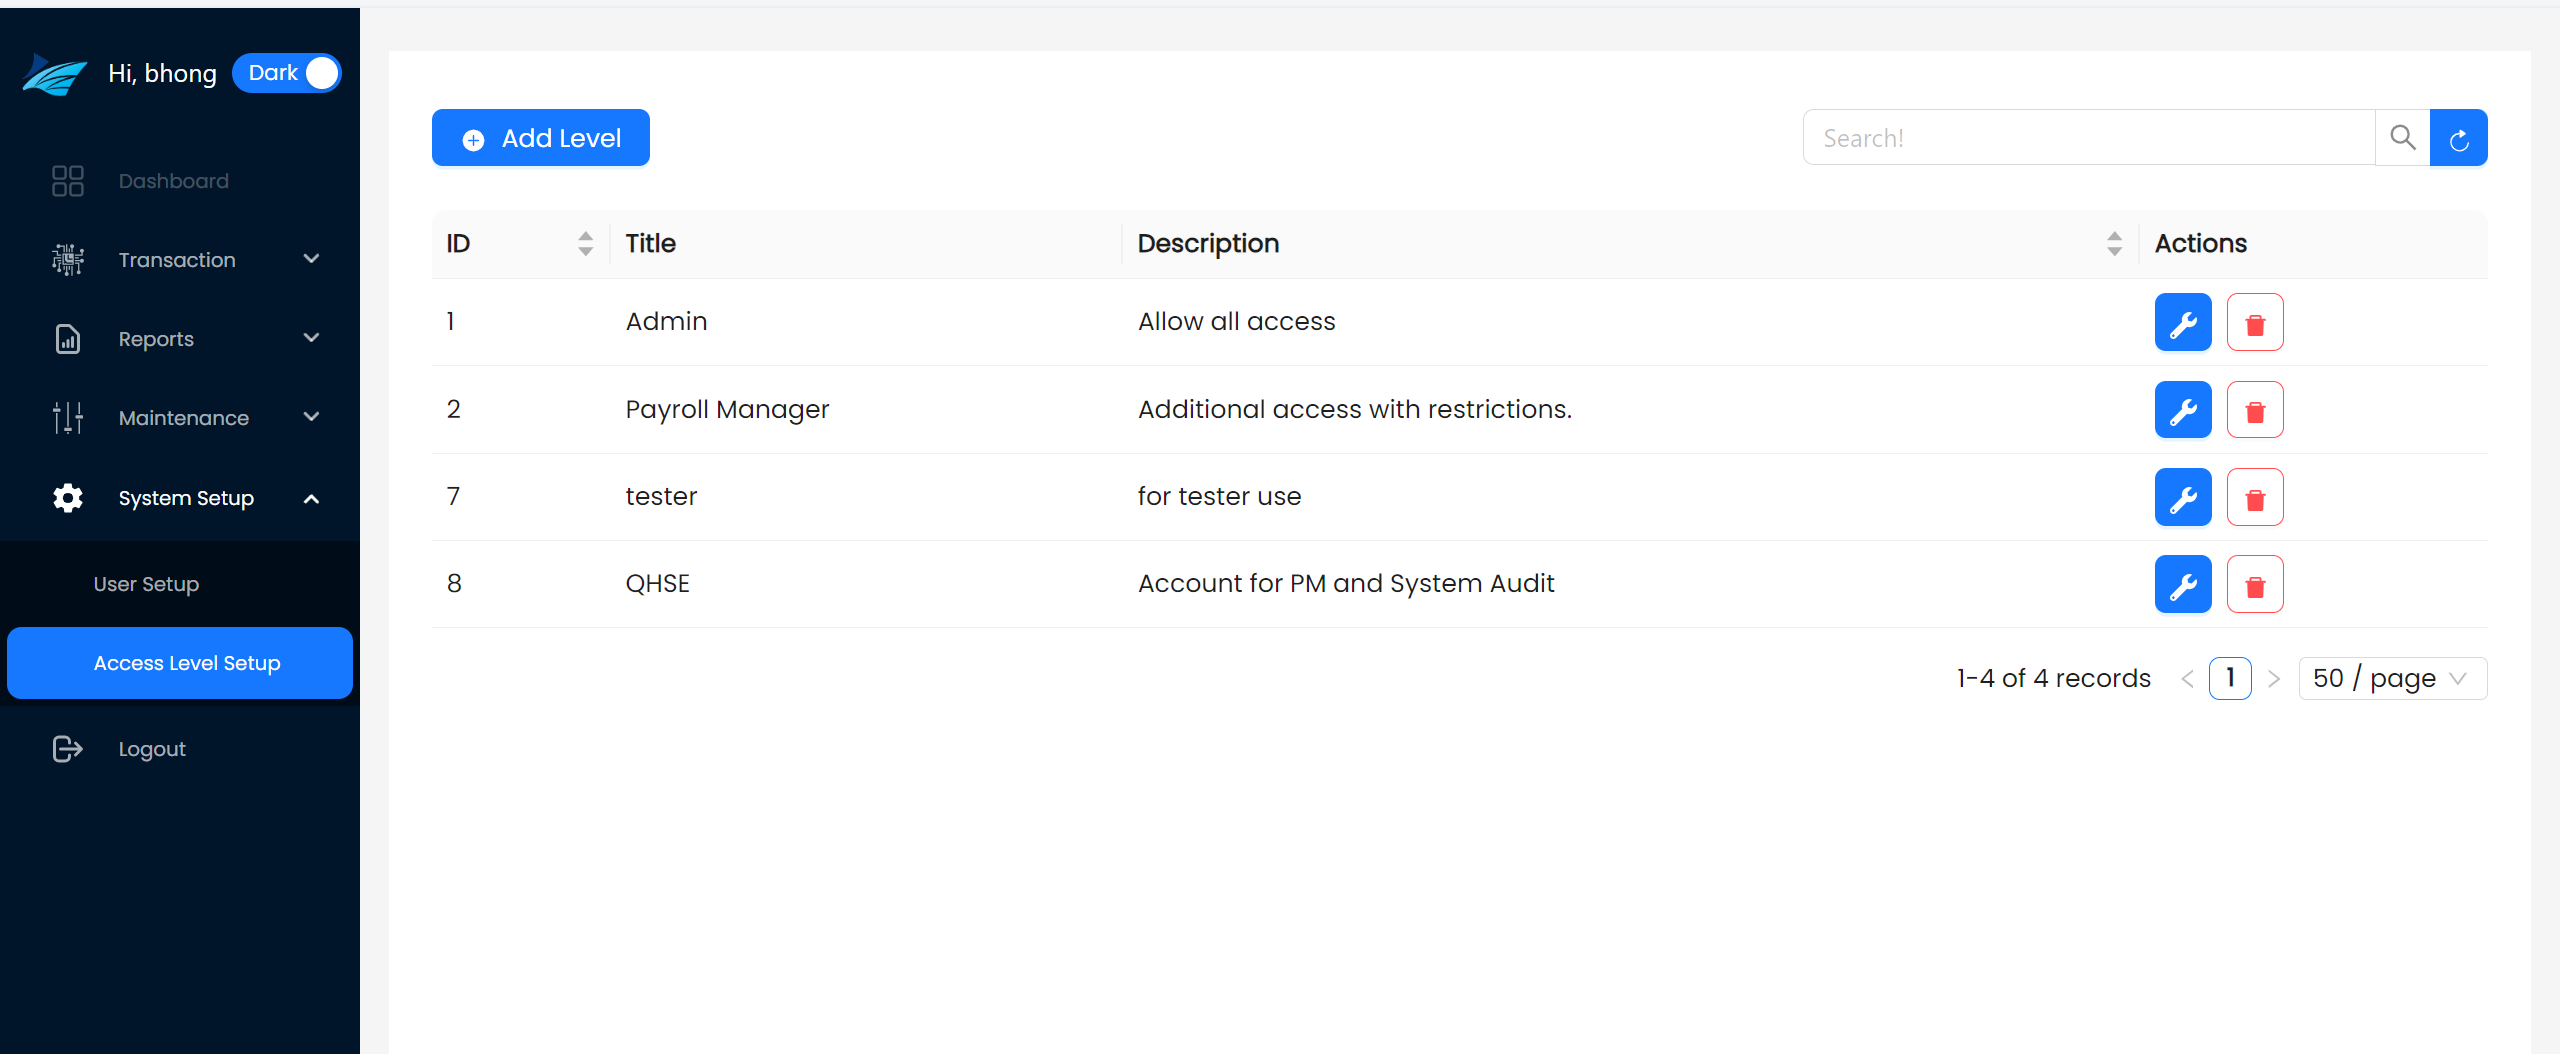 Hi, bhong Dark
Dashboard
Transaction
Reports
Maintenance
System Setup
User Setup
Access Level Setup
Logout
Add Level
Search!
ID Title Description Actions
1 Admin Allow all access
2 Payroll Manager Additional access with restrictions.
7 tester for tester use
8 QHSE Account for PM and System Audit
1-4 of 4 records 1 50 / page